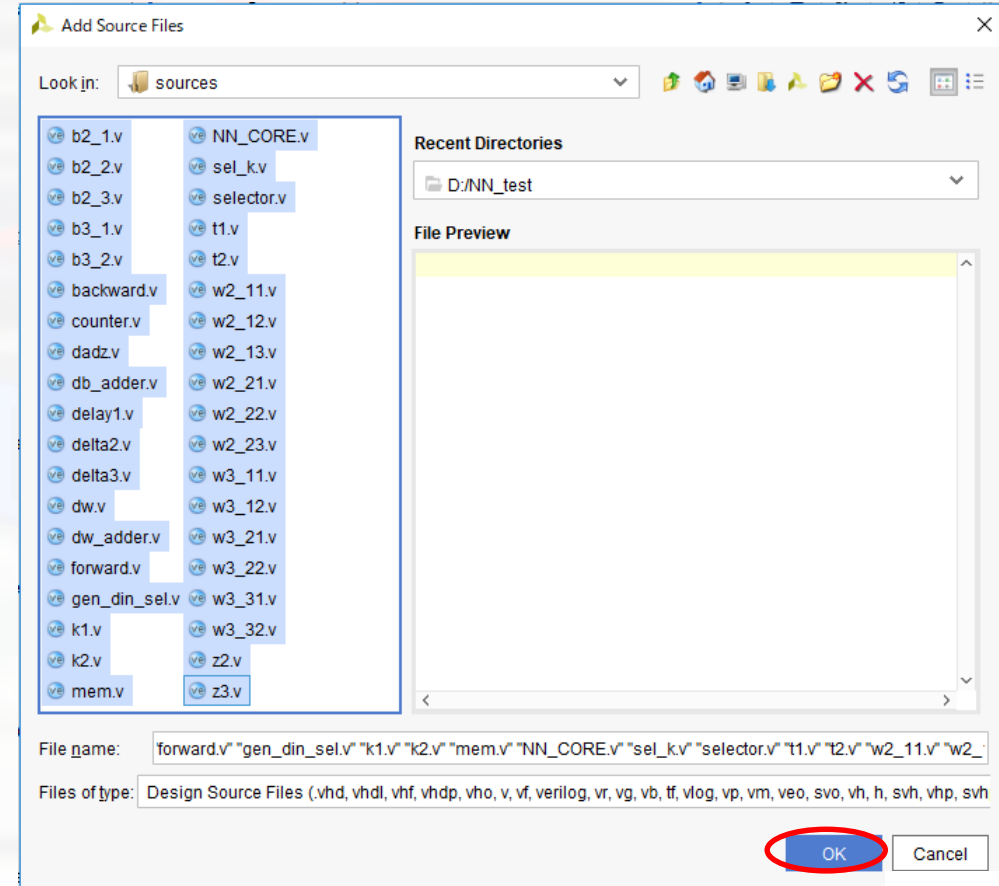 Add Source Files
Look in: sources
b2_1.v
b2_2.v
b2_3.v
b3_1.v
b3_2.v
backward.v
counter.v
dadz.v
db_adder.v
delay1.v
delta2.v
delta3.v
dw.v
dw_adder.v
forward.v
gen_din_sel.v
k1.v
k2.v
mem.v
NN_CORE.v
sel_k.v
selector.v
t1.v
t2.v
w2_11.v
w2_12.v
w2_13.v
w2_21.v
w2_22.v
w2_23.v
w3_11.v
w3_12.v
w3_21.v
w3_22.v
w3_31.v
w3_32.v
z2.v
z3.v
Recent Directories
D:/NN_test
File Preview
File name: "forward.v" "gen_din_sel.v" "k1.v" "k2.v" "mem.v" "NN_CORE.v" "sel_k.v" "selector.v" "t1.v" "t2.v" "w2_11.v" "w2_
Files of type: Design Source Files (.vhd, vhdl, vhf, vhdp, vho, v, vf, verilog, vr, vg, vb, tf, vlog, vp, vm, veo, svo, vh, h, svh, vhp, svh
OK Cancel